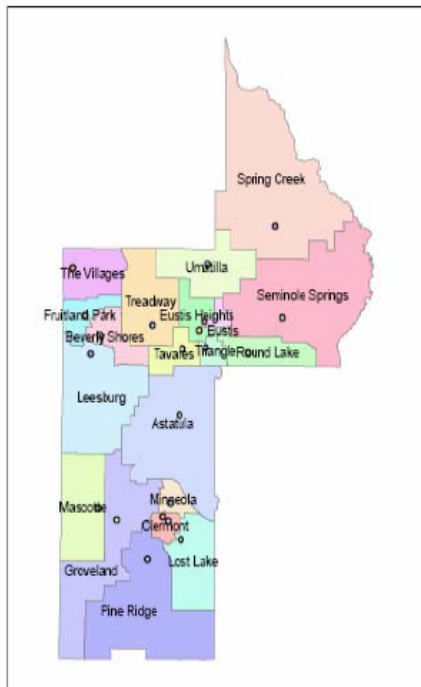 Spring Creek
Umatilla
The Villages
Seminole Springs
Treadway
Fruitland Park
Eustis Heights
Eustis
Beverly Shores
Tavares
Triangle
Round Lake
Leesburg
Astatula
Minneola
Mascotte
Clermont
Lost Lake
Groveland
Pine Ridge